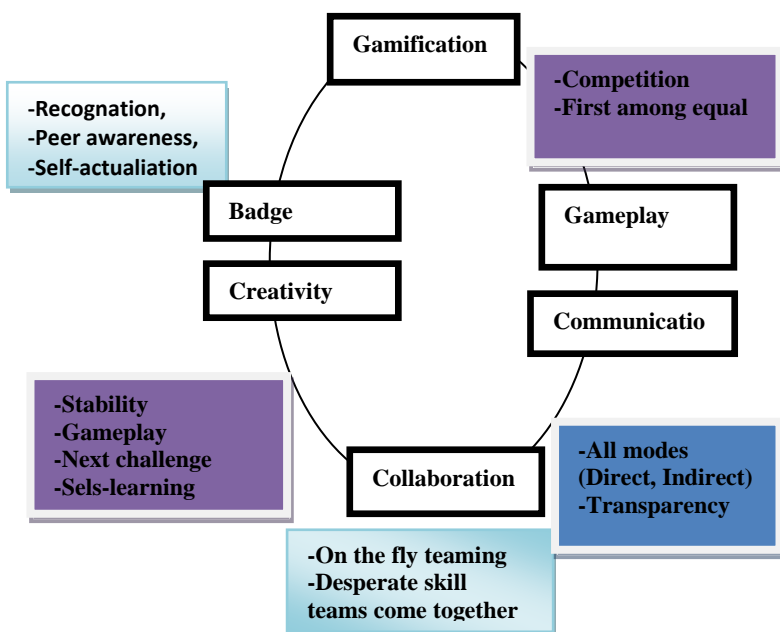 Gamification
-Competition
-First among equal
-Recognation,
-Peer awareness,
-Self-actualiation
Badge
Gameplay
Creativity
Communicatio
-Stability
-Gameplay
-Next challenge
-Sels-learning
Collaboration
-All modes
(Direct, Indirect)
-Transparency
-On the fly teaming
-Desperate skill
teams come together